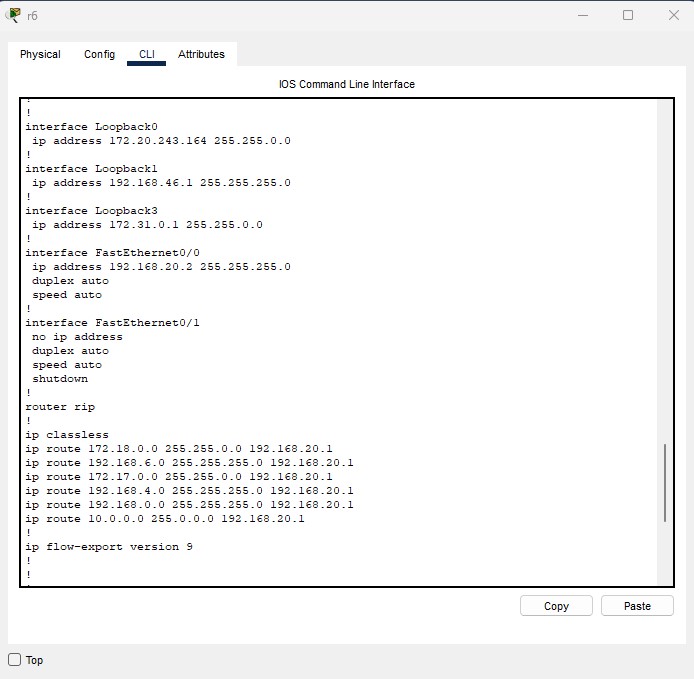 r6
Physical Config CLI Attributes
IOS Command Line Interface
!
!
interface Loopback0
 ip address 172.20.243.164 255.255.0.0
!
interface Loopback1
 ip address 192.168.46.1 255.255.255.0
!
interface Loopback3
 ip address 172.31.0.1 255.255.0.0
!
interface FastEthernet0/0
 ip address 192.168.20.2 255.255.255.0
 duplex auto
 speed auto
!
interface FastEthernet0/1
 no ip address
 duplex auto
 speed auto
 shutdown
!
router rip
!
ip classless
ip route 172.18.0.0 255.255.0.0 192.168.20.1
ip route 192.168.6.0 255.255.255.0 192.168.20.1
ip route 172.17.0.0 255.255.0.0 192.168.20.1
ip route 192.168.4.0 255.255.255.0 192.168.20.1
ip route 192.168.0.0 255.255.255.0 192.168.20.1
ip route 10.0.0.0 255.0.0.0 192.168.20.1
!
ip flow-export version 9
!
!
!
Copy Paste
Top